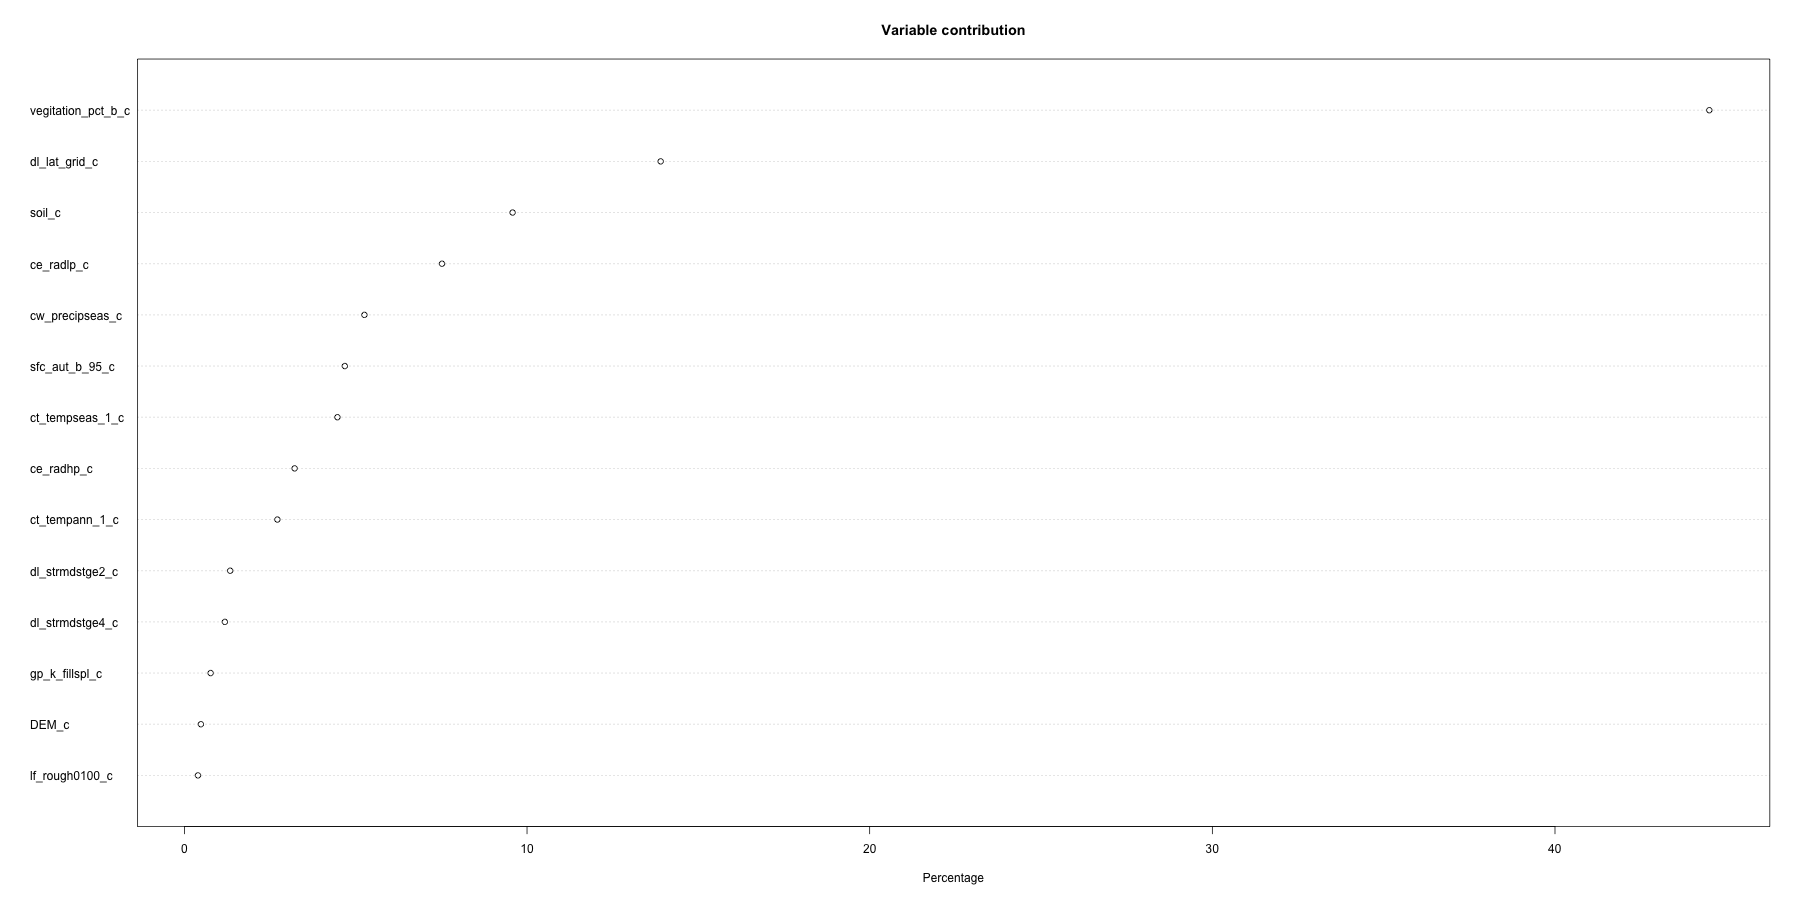 Variable contribution
vegitation_pct_b_c
dl_lat_grid_c
soil_c
ce_radlp_c
cw_precipseas_c
sfc_aut_b_95_c
ct_tempseas_1_c
ce_radhp_c
ct_tempann_1_c
dl_strmdstge2_c
dl_strmdstge4_c
gp_k_fillspl_c
DEM_c
lf_rough0100_c
0 10 20 30 40
Percentage